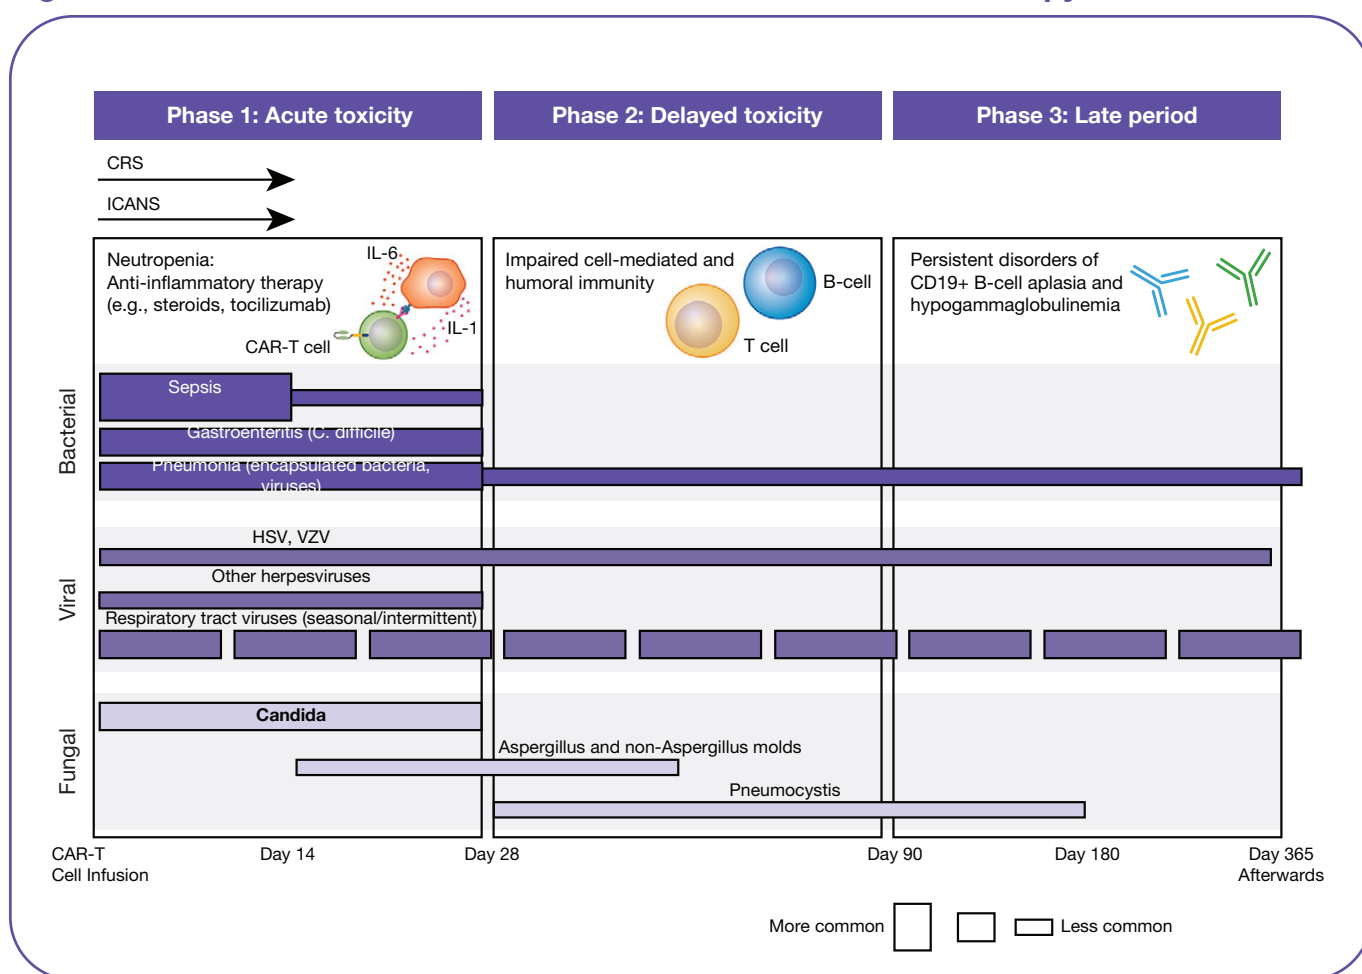 Phase 1: Acute toxicity
Phase 2: Delayed toxicity
Phase 3: Late period
CRS
ICANS
Neutropenia:
Anti-inflammatory therapy
(e.g., steroids, tocilizumab)
IL-6
IL-1
CAR-T cell
Impaired cell-mediated and
humoral immunity
B-cell
T cell
Persistent disorders of
CD19+ B-cell aplasia and
hypogammaglobulinemia
Bacterial
Sepsis
Gastroenteritis (C. difficile)
Pneumonia (encapsulated bacteria,
viruses)
Viral
HSV, VZV
Other herpesviruses
Respiratory tract viruses (seasonal/intermittent)
Fungal
Candida
Aspergillus and non-Aspergillus molds
Pneumocystis
CAR-T
Cell Infusion
Day 14
Day 28
Day 90
Day 180
Day 365
Afterwards
More common
Less common